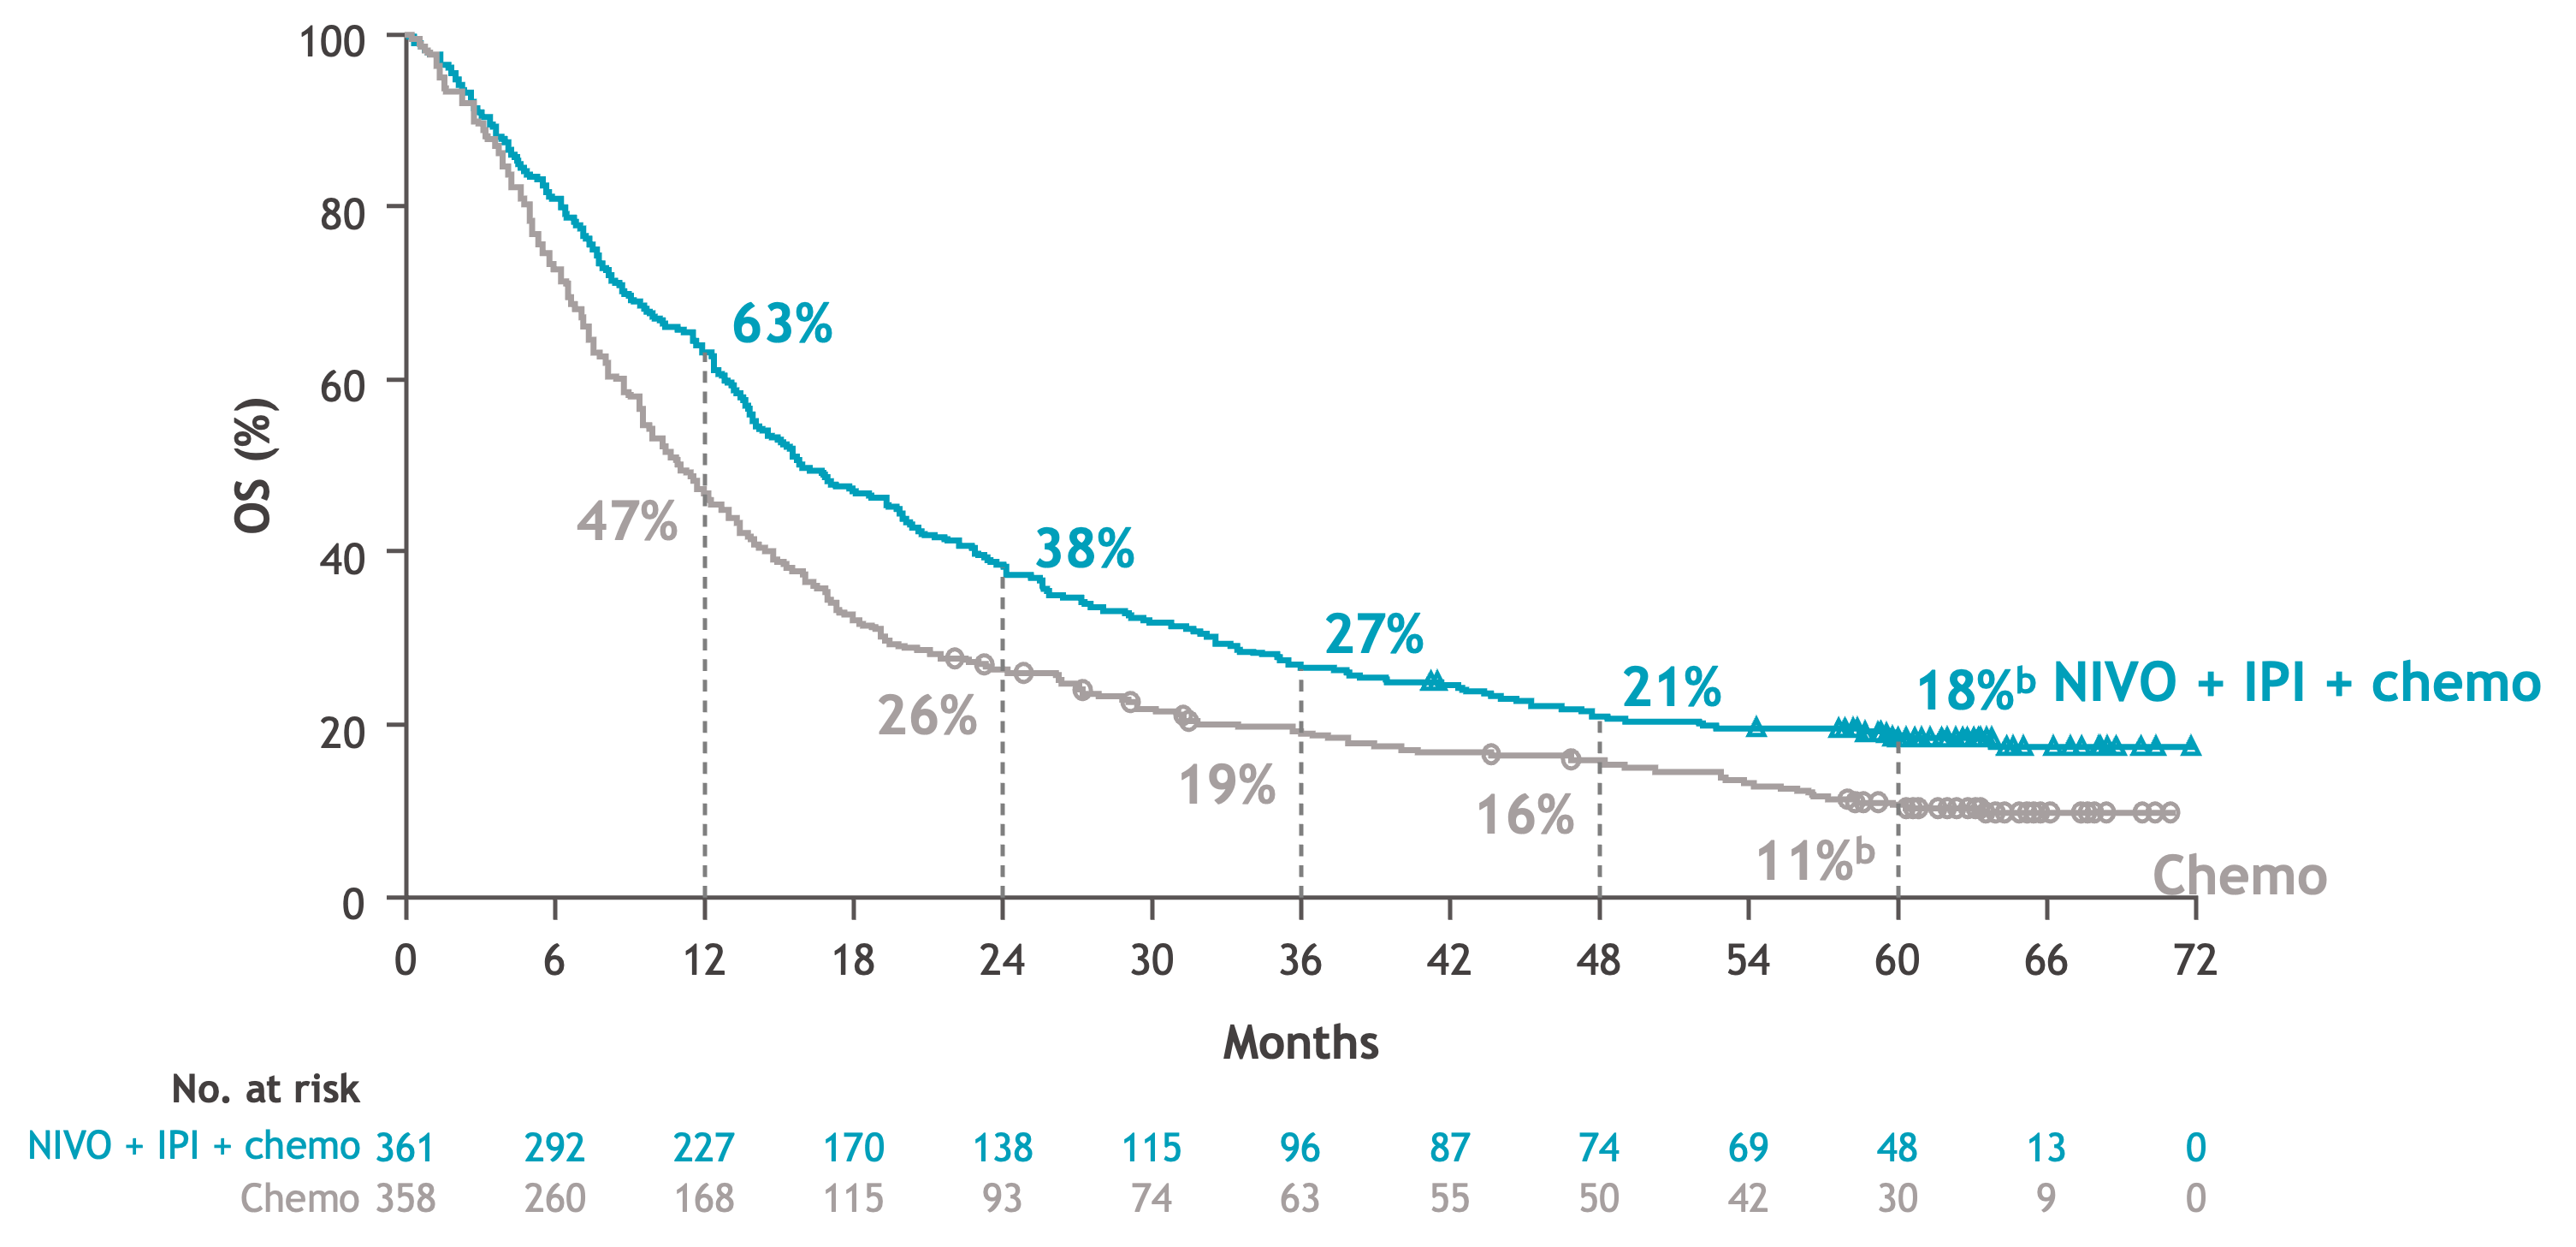 100
80
60
40
20
0
OS (%)
63%
47%
38%
26%
27%
19%
21%
16%
18%b NIVO + IPI + chemo
11%b
Chemo
0 6 12 18 24 30 36 42 48 54 60 66 72
Months
No. at risk
NIVO + IPI + chemo 361 292 227 170 138 115 96 87 74 69 48 13 0
Chemo 358 260 168 115 93 74 63 55 50 42 30 9 0